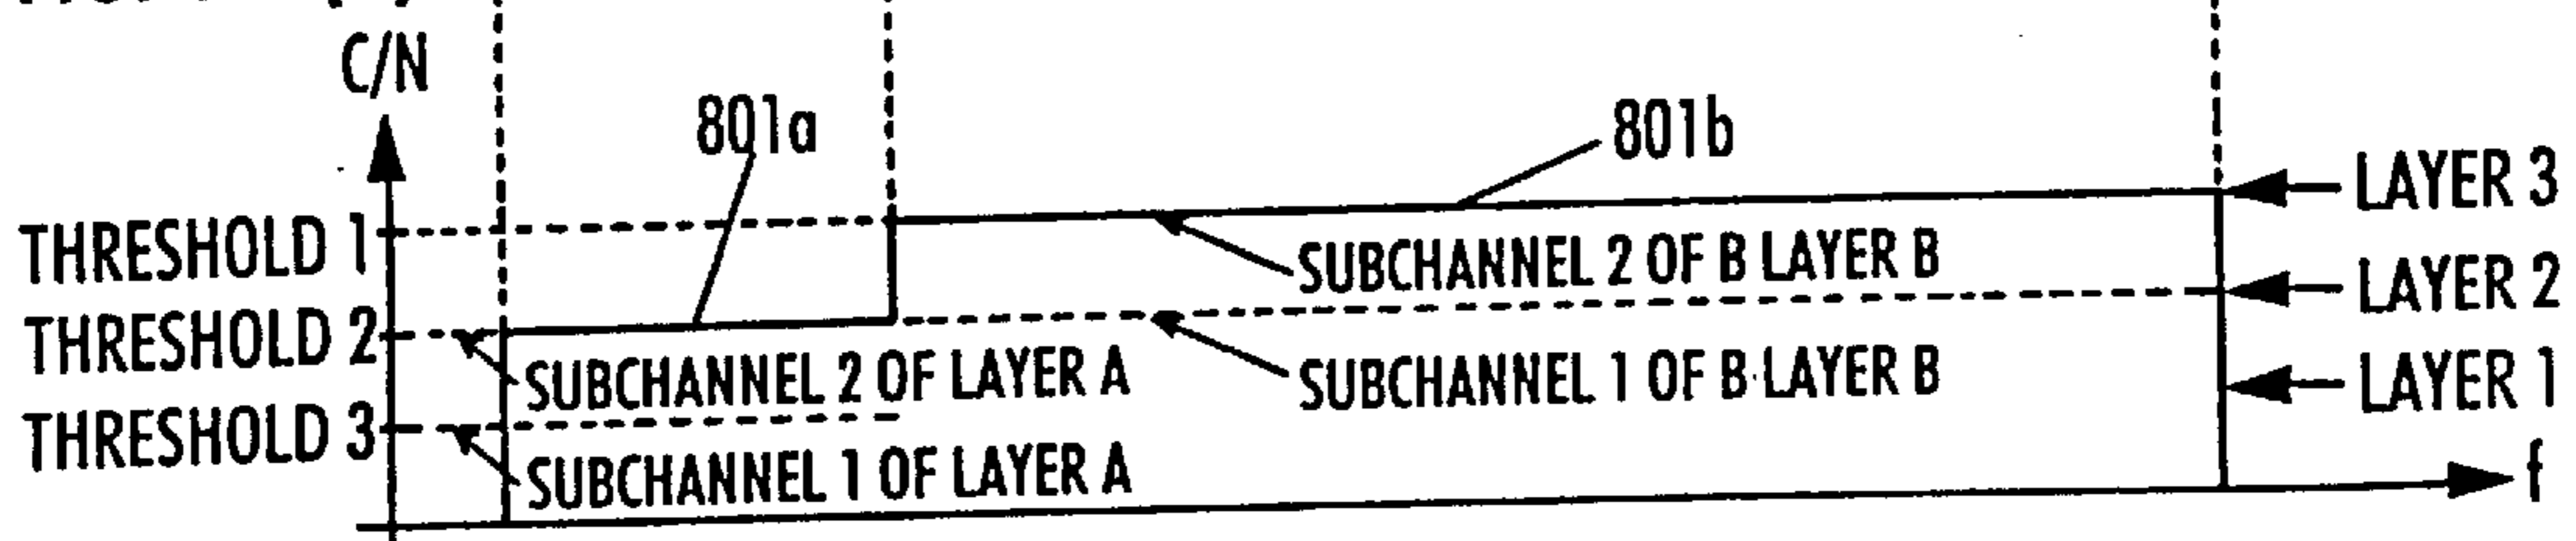 C/N
801a
801b
LAYER 3
THRESHOLD 1
SUBCHANNEL 2 OF B LAYER B
LAYER 2
THRESHOLD 2
SUBCHANNEL 2 OF LAYER A
SUBCHANNEL 1 OF B LAYER B
LAYER 1
THRESHOLD 3
SUBCHANNEL 1 OF LAYER A
f